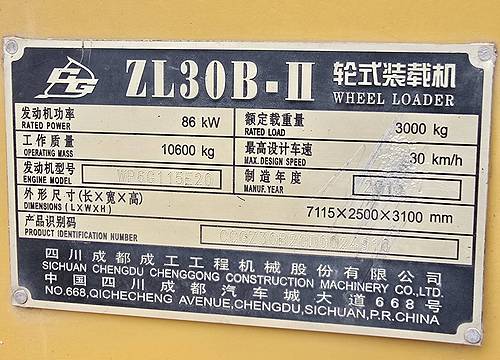 CG ZL30B-II 轮式装载机
WHEEL LOADER
发动机功率 86 kW 额定载重量 3000 kg
RATED POWER RATED LOAD
工作质量 10600 kg 最高设计车速 30 km/h
OPERATING MASS MAX. DESIGN SPEED
发动机型号 WP6G115E20 制造年度
ENGINE MODEL MANUF. YEAR
外形尺寸(长×宽×高) 7115×2500×3100 mm
DIMENSIONS (L×W×H)
产品识别码
PRODUCT IDENTIFICATION NUMBER
四川成都成工工程机械股份有限公司
SICHUAN CHENGDU CHENGGONG CONSTRUCTION MACHINERY CO.,LTD.
中国四川成都汽车城大道668号
NO.668,QICHECHENG AVENUE,CHENGDU,SICHUAN,P.R.CHINA